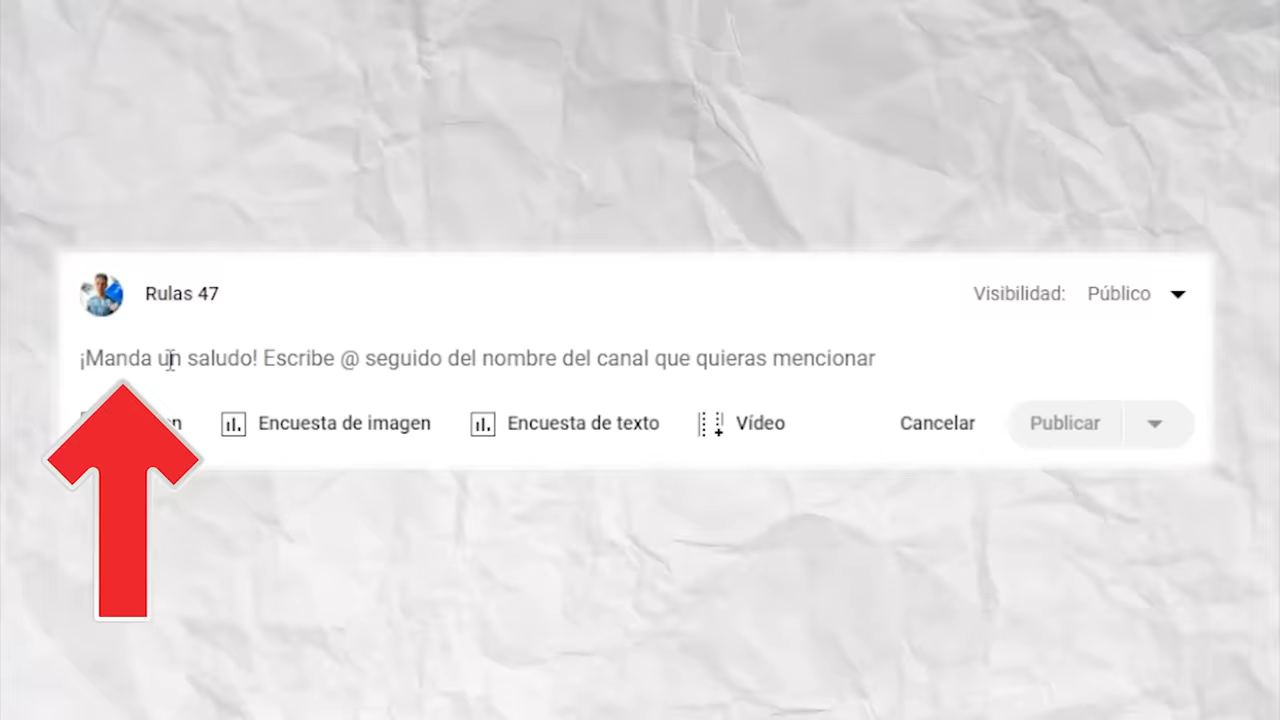 Rulas 47
Visibilidad: Público
¡Manda un saludo! Escribe @ seguido del nombre del canal que quieras mencionar
Encuesta de imagen Encuesta de texto Vídeo Cancelar Publicar